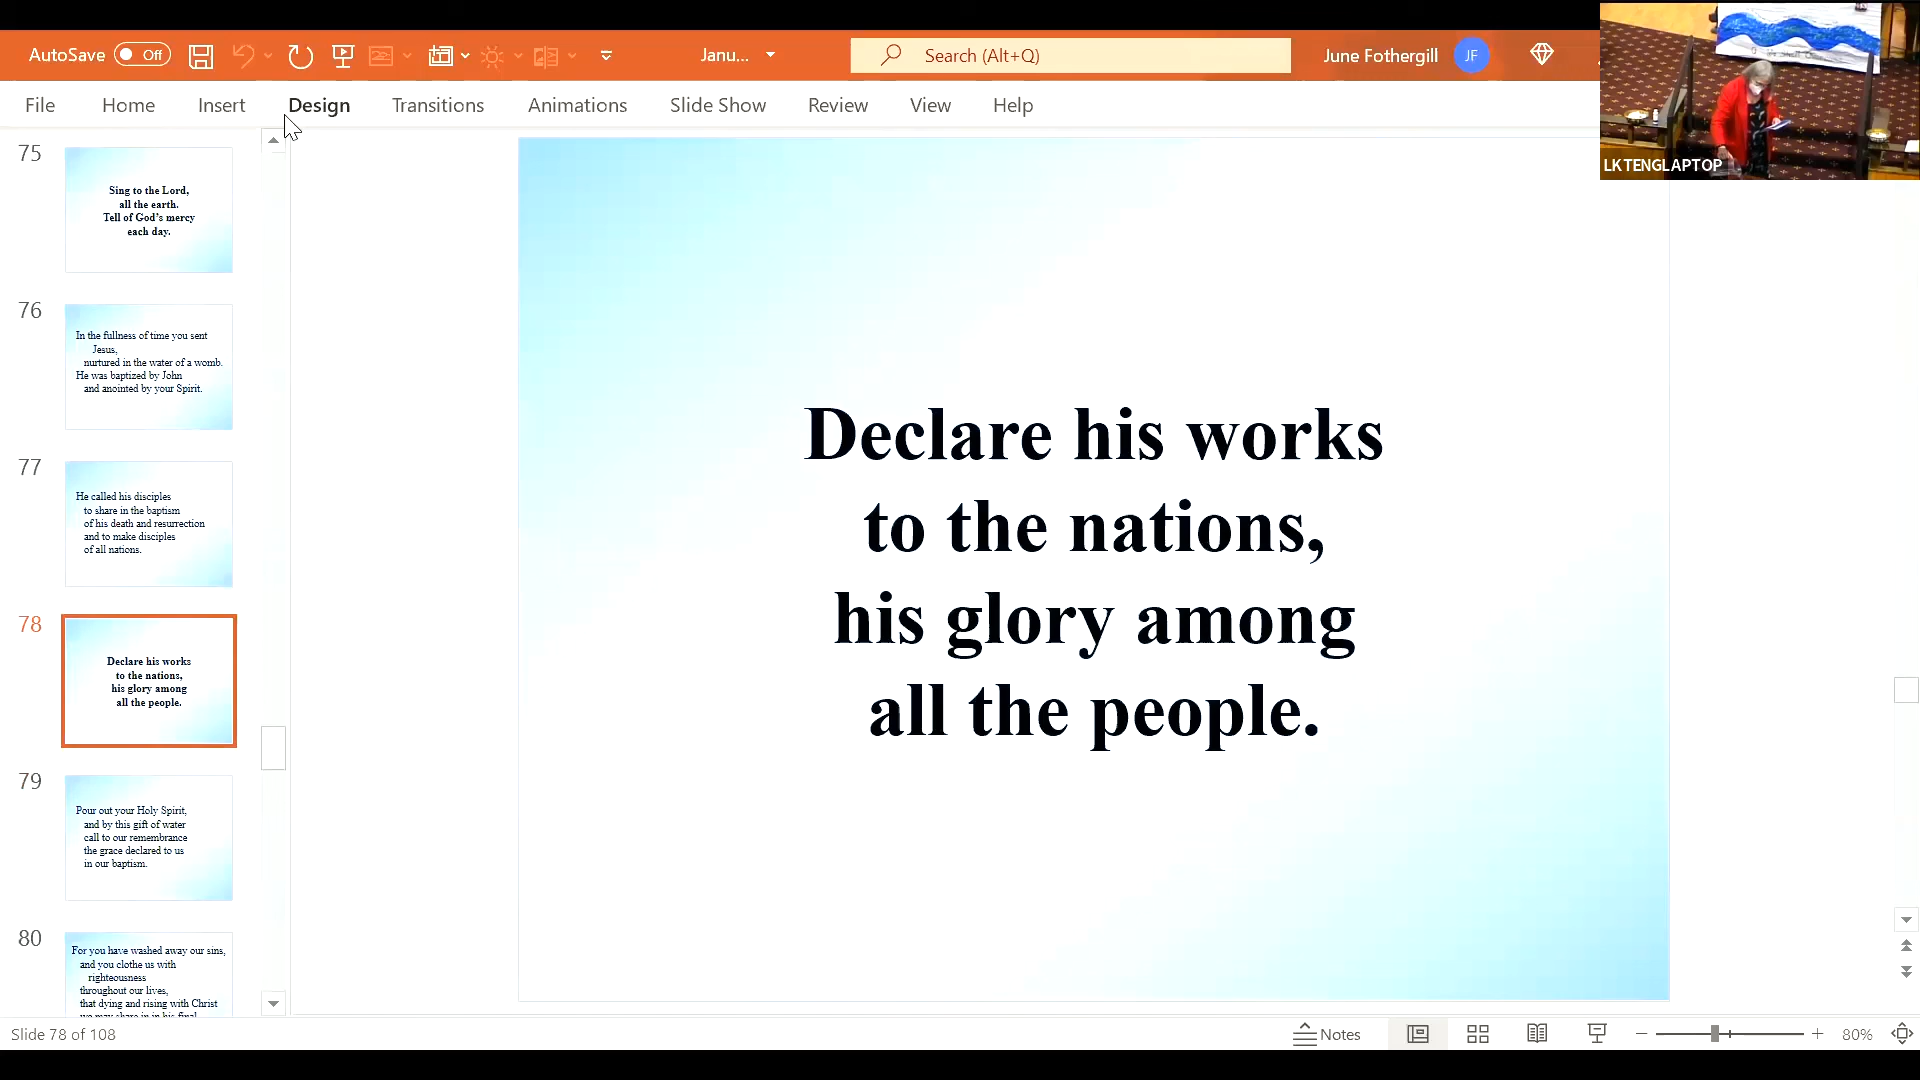 AutoSave Off
Janu...
Search (Alt+Q)
June Fothergill JF
File Home Insert Design Transitions Animations Slide Show Review View Help
LKTENGLAPTOP
75
Sing to the Lord,
all the earth.
Tell of God's mercy
each day.
76
In the fullness of time you sent
Jesus,
nurtured in the water of a womb.
He was baptized by John
and anointed by your Spirit.
77
He called his disciples
to share in the baptism
of his death and resurrection
and to make disciples
of all nations.
78
Declare his works
to the nations,
his glory among
all the people.
79
Pour out your Holy Spirit,
and by this gift of water
call to our remembrance
the grace declared to us
in our baptism.
80
For you have washed away our sins,
and you clothe us with
righteousness
throughout our lives,
that dying and rising with Christ
we may share in his final
Declare his works
to the nations,
his glory among
all the people.
Slide 78 of 108
Notes
80%